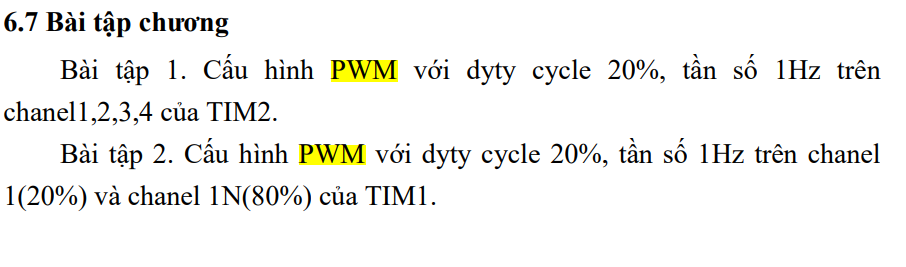 6.7 Bài tập chương
Bài tập 1. Cấu hình PWM với dyty cycle 20%, tần số 1Hz trên
chanel1,2,3,4 của TIM2.
Bài tập 2. Cấu hình PWM với dyty cycle 20%, tần số 1Hz trên chanel
1(20%) và chanel 1N(80%) của TIM1.